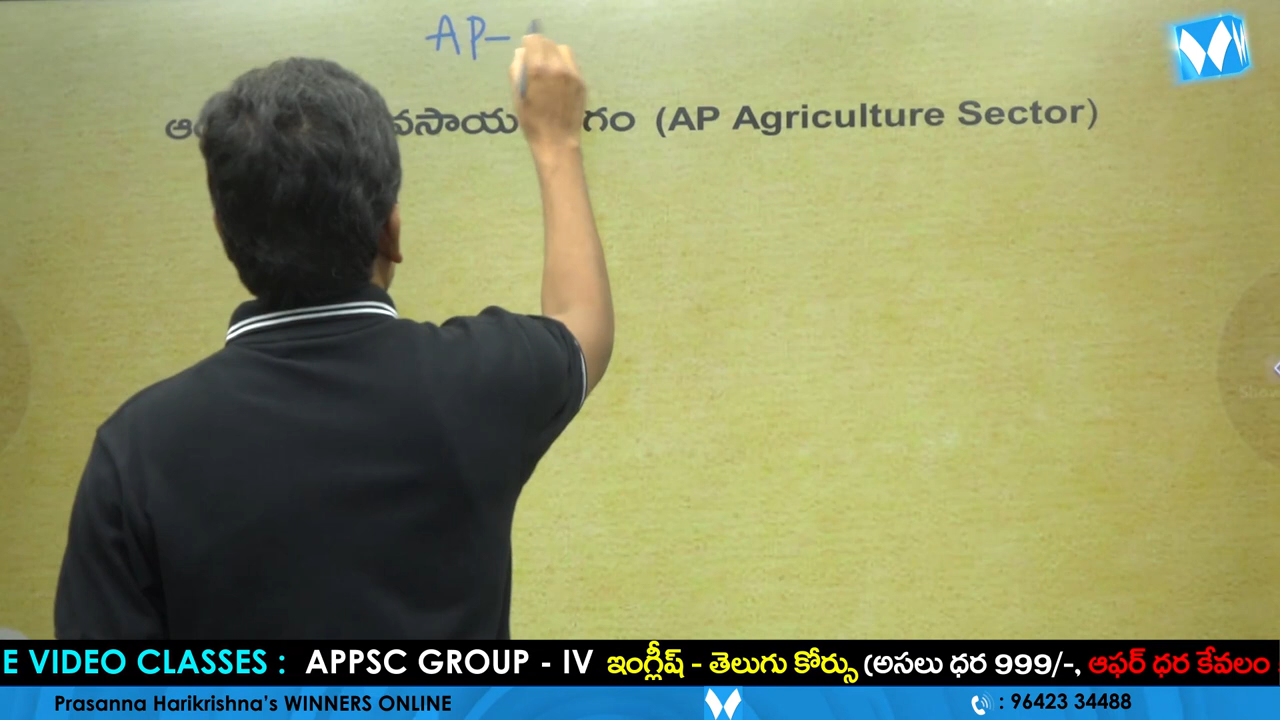 AP-
(AP Agriculture Sector)
E VIDEO CLASSES : APPSC GROUP - IV ఇంగ్లీష్ - తెలుగు కోర్సు (అసలు ధర 999/-, ఆఫర్ ధర కేవలం
Prasanna Harikrishna's WINNERS ONLINE : 96423 34488